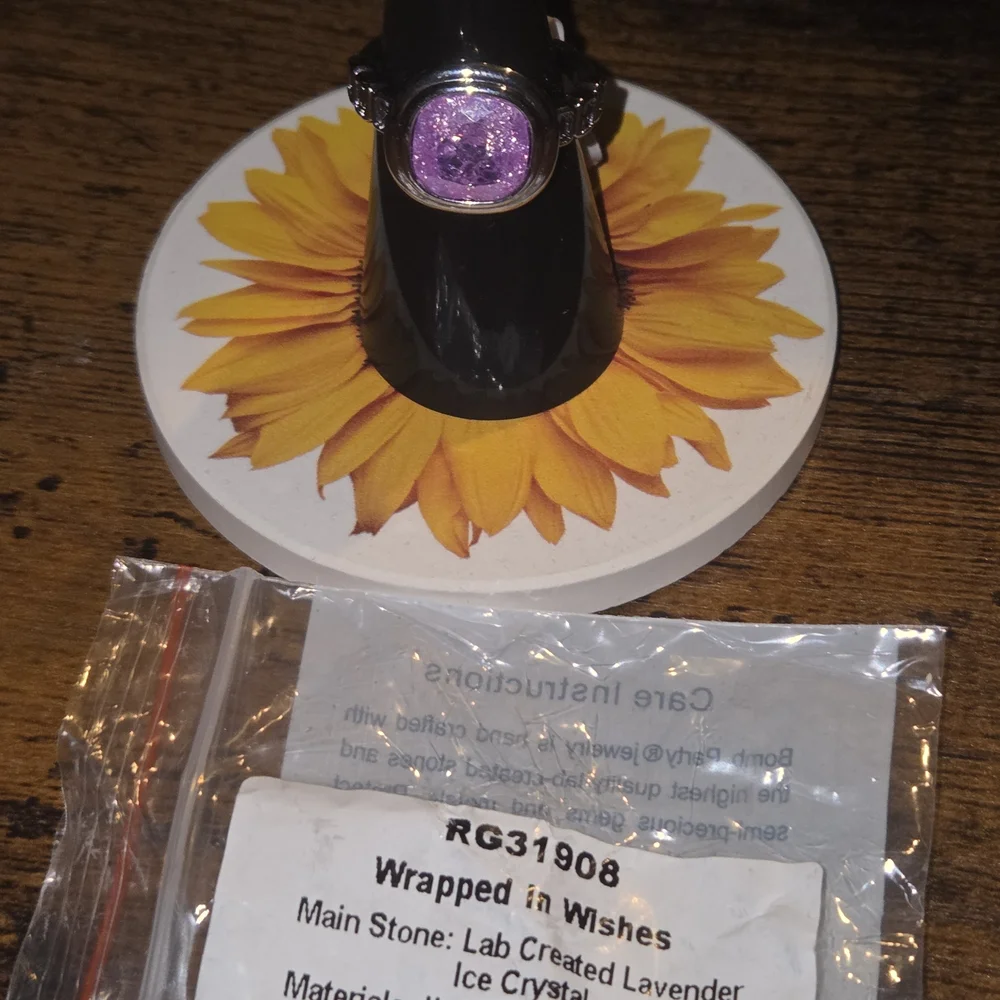 Care Instructions
Bomb Party® jewelry is hand crafted with
the highest quality lab-created stones and
semi-precious gems and metals. Protect
RG31908
Wrapped in Wishes
Main Stone: Lab Created Lavender
Ice Crystal